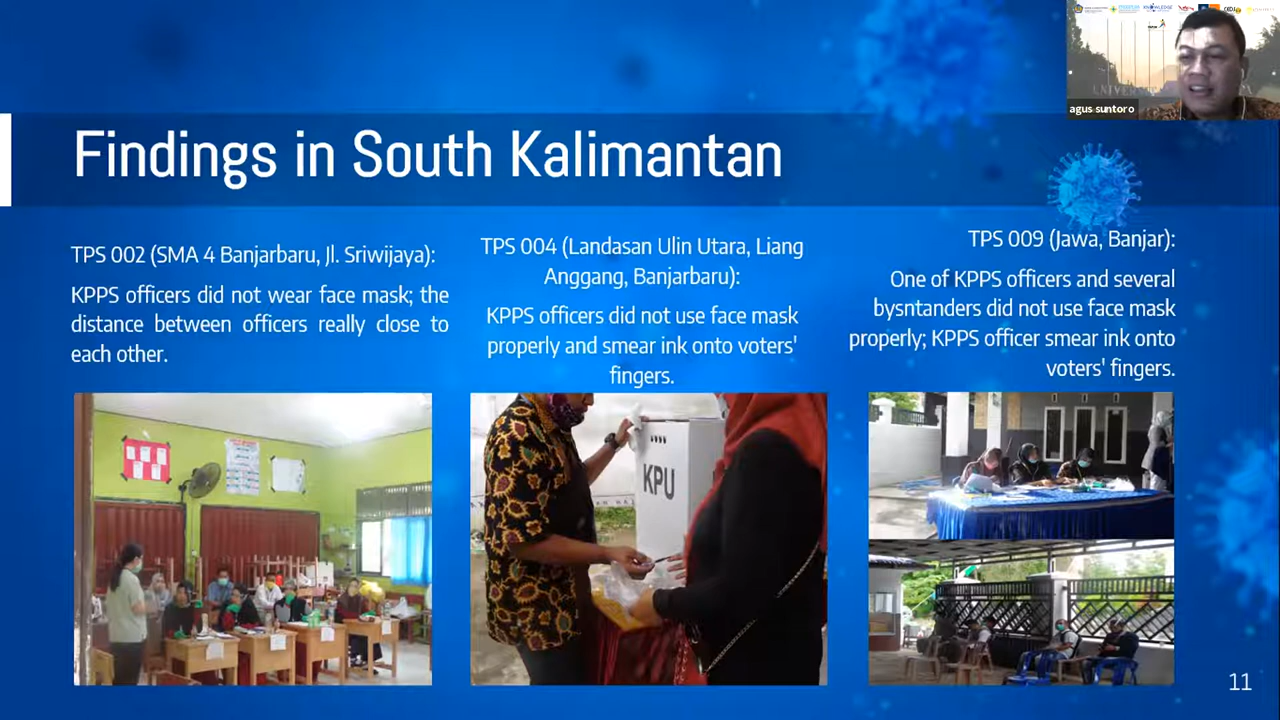 KNOWLEDGE
agus suntoro
Findings in South Kalimantan
TPS 002 (SMA 4 Banjarbaru, Jl. Sriwijaya):
KPPS officers did not wear face mask; the
distance between officers really close to
each other.
TPS 004 (Landasan Ulin Utara, Liang
Anggang, Banjarbaru):
KPPS officers did not use face mask
properly and smear ink onto voters'
fingers.
TPS 009 (Jawa, Banjar):
One of KPPS officers and several
bysntanders did not use face mask
properly; KPPS officer smear ink onto
voters' fingers.
KPU
11